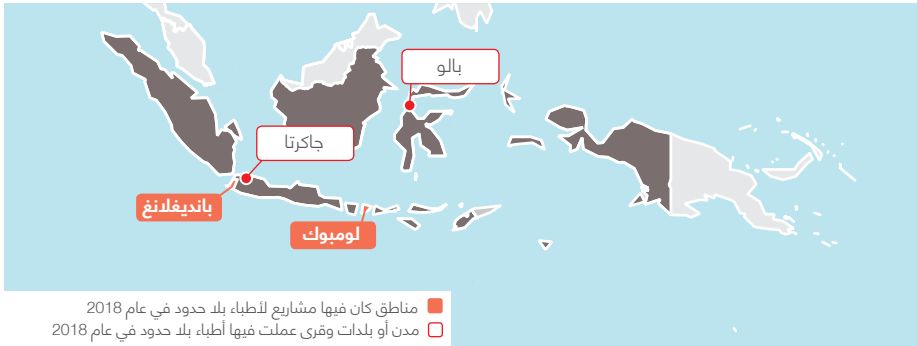 بالو
جاكرتا
بانديغلانغ
لومبوك
مناطق كان فيها مشاريع لأطباء بلا حدود في عام 2018
مدن أو بلدات وقرى عملت فيها أطباء بلا حدود في عام 2018